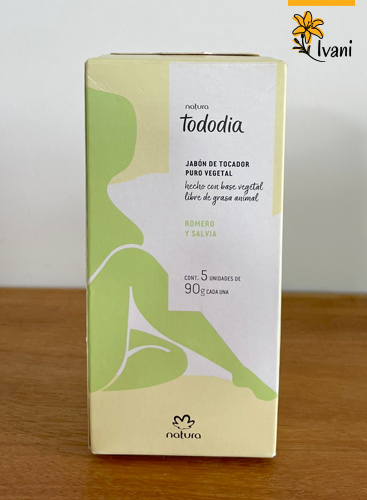 Ivani
natura
tododia
JABÓN DE TOCADOR
PURO VEGETAL
hecho con base vegetal
libre de grasa animal
ROMERO
Y SALVIA
CONT. 5 UNIDADES DE
90g CADA UNA
natura